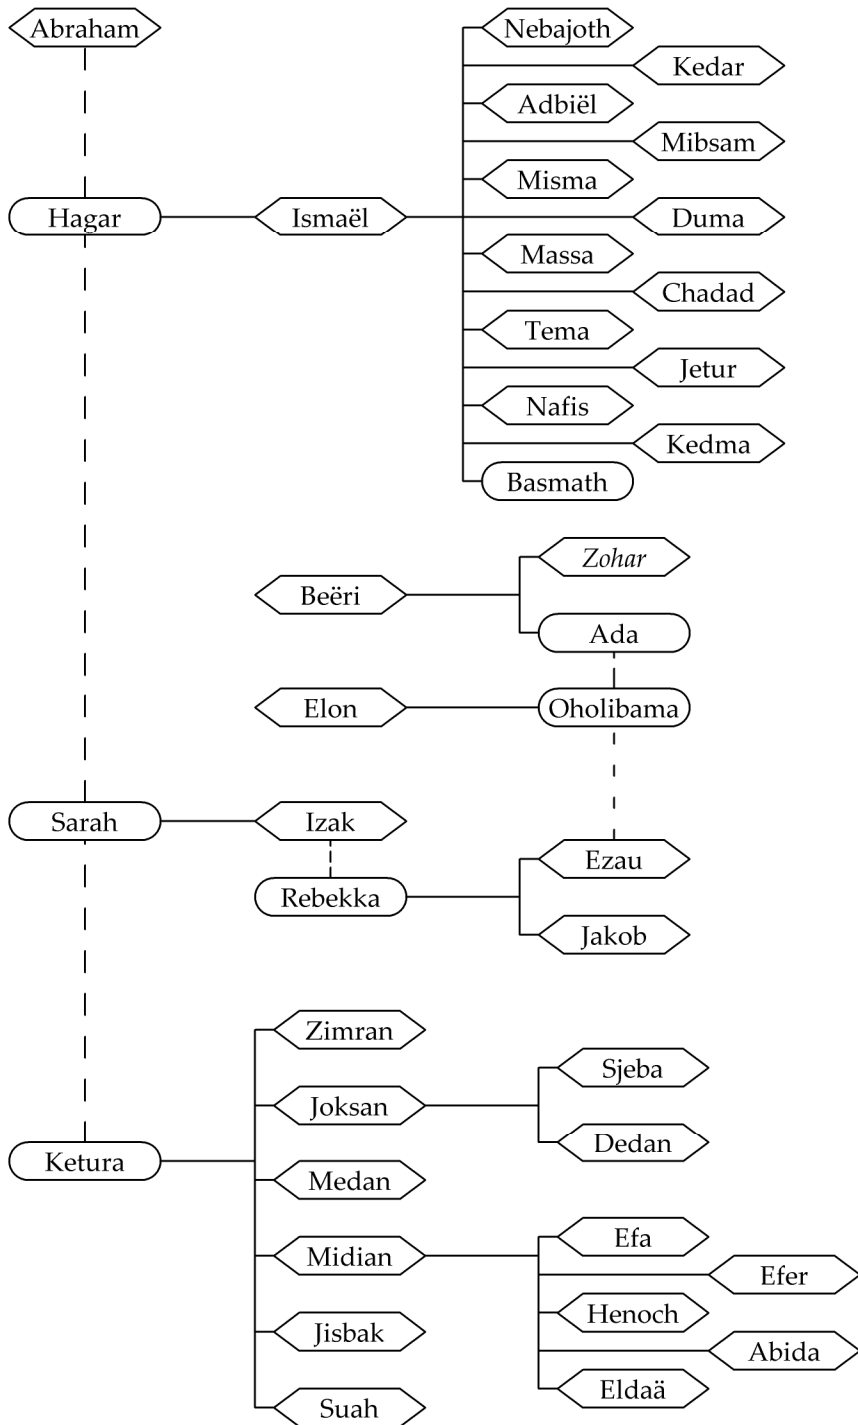 Abraham
Nebajoth
Kedar
Adbiël
Mibsam
Misma
Hagar
Ismaël
Duma
Massa
Chadad
Tema
Jetur
Nafis
Kedma
Basmath
Zohar
Beëri
Ada
Elon
Oholibama
Sarah
Izak
Ezau
Rebekka
Jakob
Zimran
Sjeba
Joksan
Dedan
Ketura
Medan
Efa
Midian
Efer
Henoch
Jisbak
Abida
Eldaä
Suah